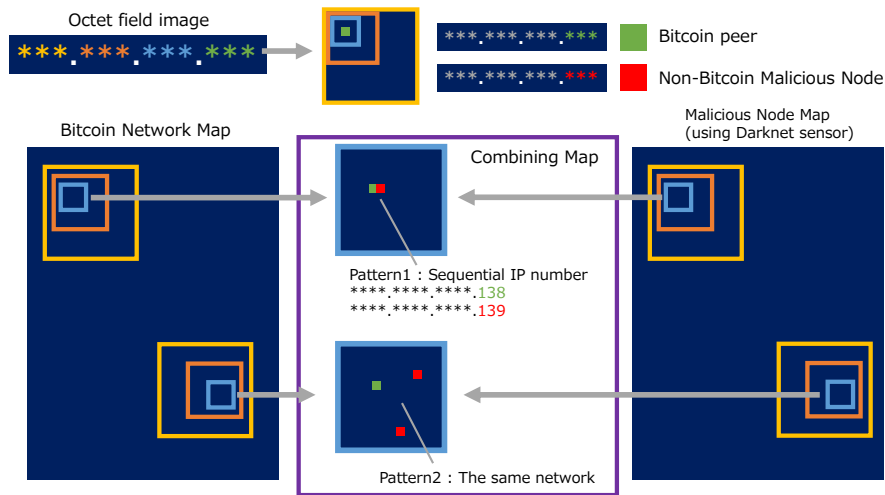 Octet field image
***.***.***.***
***.***.***.***
Bitcoin peer
***.***.***.***
Non-Bitcoin Malicious Node
Bitcoin Network Map
Malicious Node Map
(using Darknet sensor)
Combining Map
Pattern1 : Sequential IP number
****.****.****.138
****.****.****.139
Pattern2 : The same network